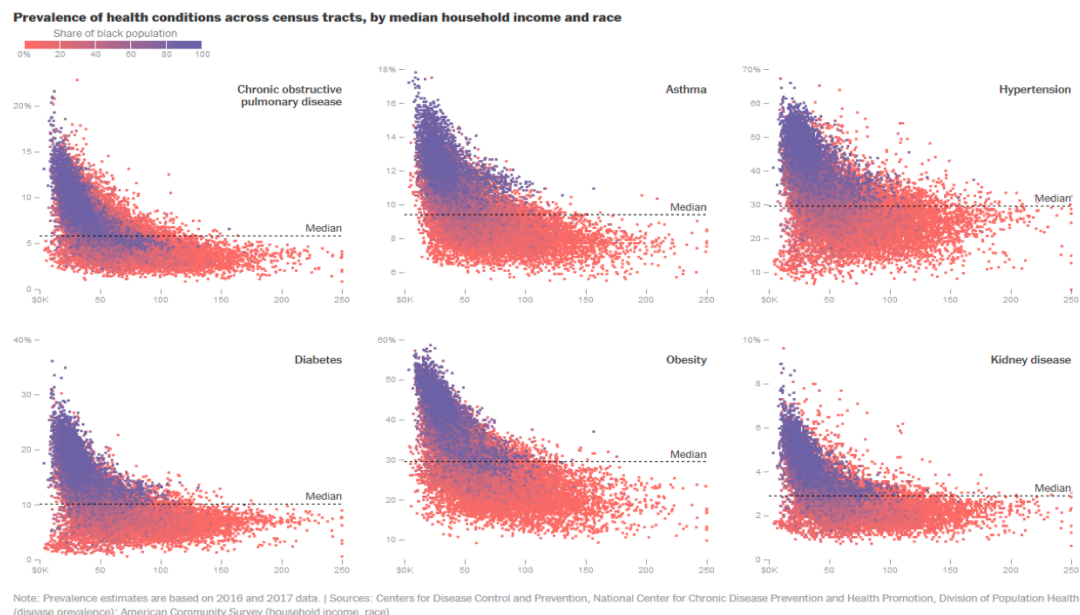 Prevalence of health conditions across census tracts, by median household income and race
Share of black population
0% 20 40 60 80 100
Chronic obstructive
pulmonary disease
20%
15
10
5
0
Median
$0K 50 100 150 200 250
Asthma
18%
16
14
12
10
8
6
Median
$0K 50 100 150 200 250
Hypertension
70%
60
50
40
30
20
10
Median
$0K 50 100 150 200 250
Diabetes
40%
30
20
10
0
Median
$0K 50 100 150 200 250
Obesity
60%
50
40
30
20
10
Median
$0K 50 100 150 200 250
Kidney disease
10%
8
6
4
2
0
Median
$0K 50 100 150 200 250
Note: Prevalence estimates are based on 2016 and 2017 data. | Sources: Centers for Disease Control and Prevention, National Center for Chronic Disease Prevention and Health Promotion, Division of Population Health
(disease prevalence); American Community Survey (household income, race)